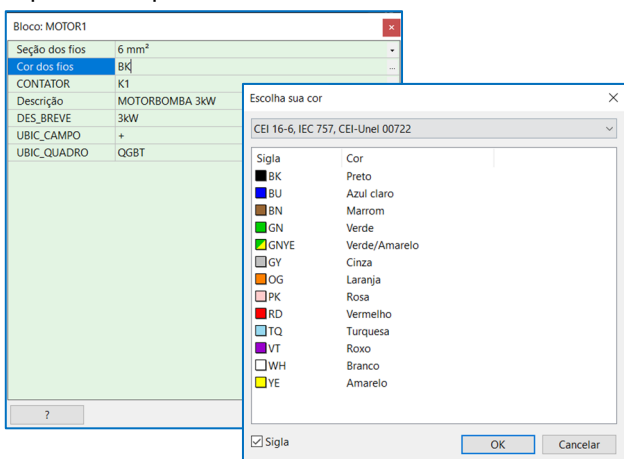 Bloco: MOTOR1
Seção dos fios 6 mm²
Cor dos fios BK
CONTATOR K1
Descrição MOTORBOMBA 3kW
DES_BREVE 3kW
UBIC_CAMPO +
UBIC_QUADRO QGBT
?
Escolha sua cor
CEI 16-6, IEC 757, CEI-Unel 00722
Sigla Cor
BK Preto
BU Azul claro
BN Marrom
GN Verde
GNYE Verde/Amarelo
GY Cinza
OG Laranja
PK Rosa
RD Vermelho
TQ Turquesa
VT Roxo
WH Branco
YE Amarelo
Sigla
OK Cancelar